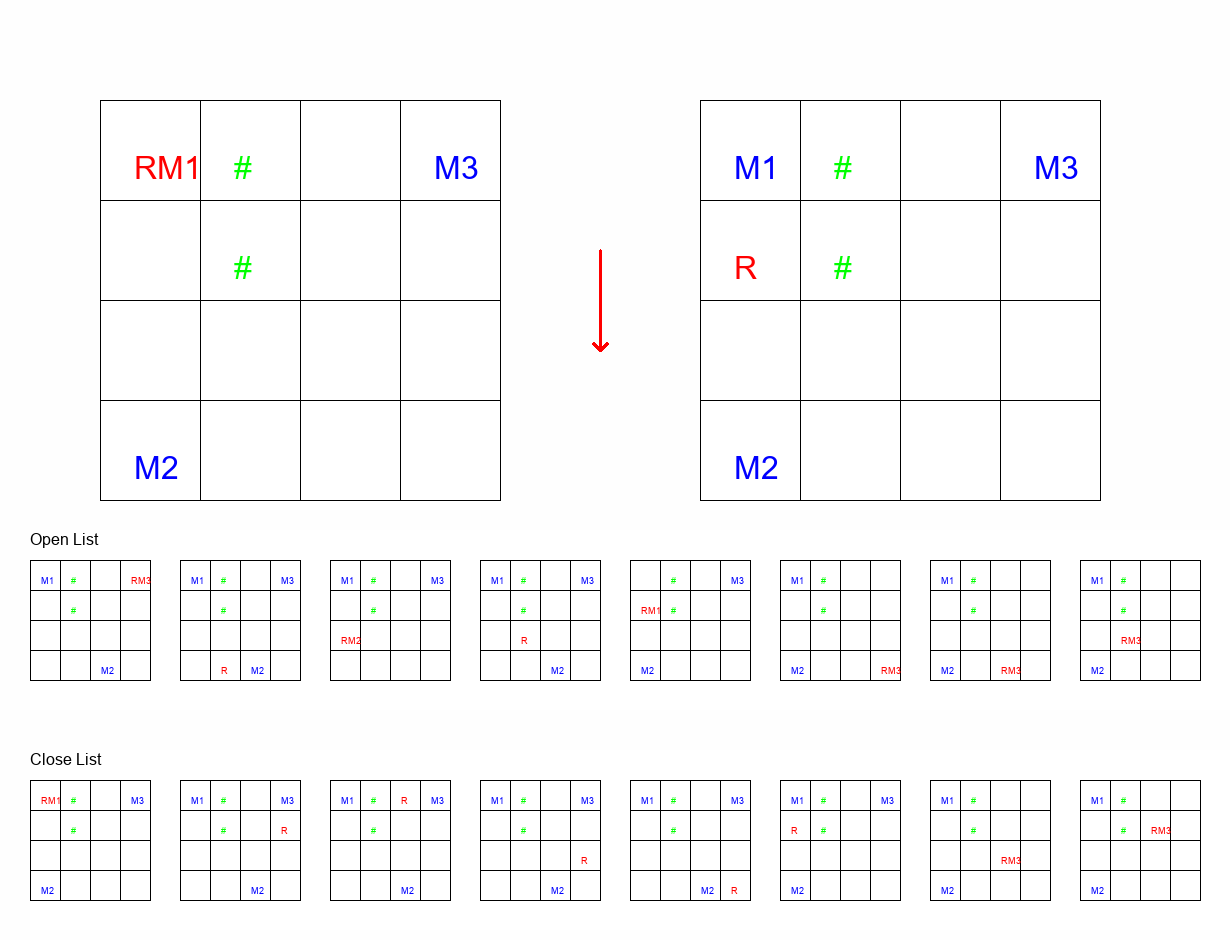 RM1 # M3 M1 # M3
# R #
M2 M2
Open List
M1 # RM3 M1 # M3 M1 # M3 M1 # M3 # M3 M1 # M1 # M1 #
# # # # RM1 # # # #
RM2 R RM3
M2 R M2 M2 M2 M2 RM3 M2 RM3 M2
Close List
RM1 # M3 M1 # M3 M1 # R M3 M1 # M3 M1 # M3 M1 # M3 M1 # M1 #
# # R # # # R # # # RM3
R RM3
M2 M2 M2 M2 M2 R M2 M2 M2